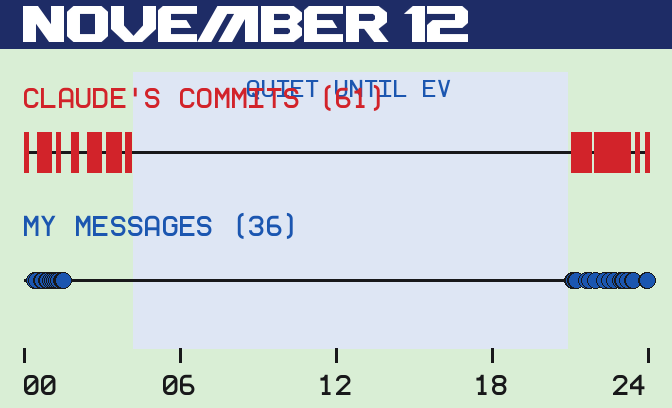 NOVEMBER 12
QUIET UNTIL EV
CLAUDE'S COMMITS (61)
MY MESSAGES (36)
00 06 12 18 24